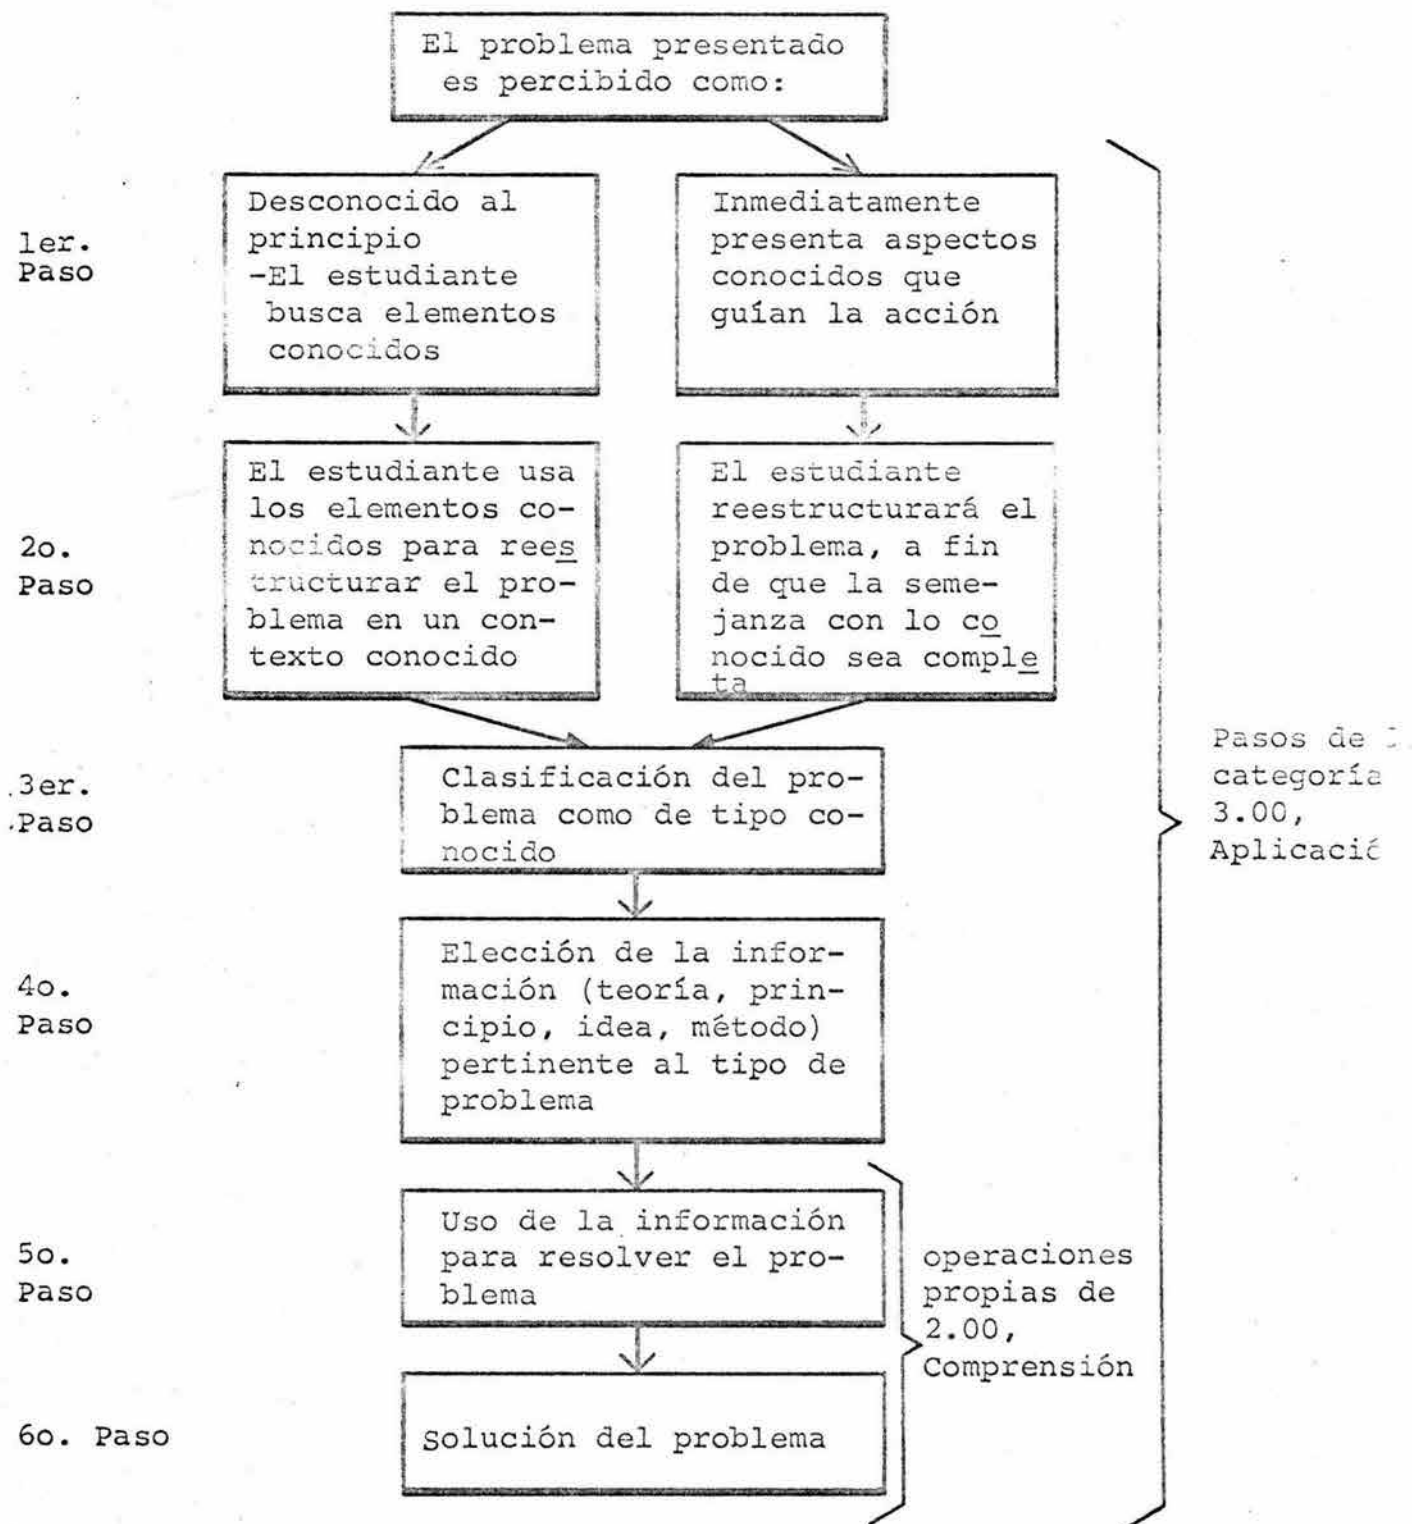 El problema presentado
es percibido como:
1er.
Paso
Desconocido al
principio
-El estudiante
busca elementos
conocidos
Inmediatamente
presenta aspectos
conocidos que
guían la acción
2o.
Paso
El estudiante usa
los elementos co-
nocidos para rees
tructurar el pro-
blema en un con-
texto conocido
El estudiante
reestructurará el
problema, a fin
de que la seme-
janza con lo co
nocido sea comple
ta
3er.
Paso
Clasificación del pro-
blema como de tipo co-
nocido
Pasos de
categoría
3.00,
4o.
Paso
Elección de la infor-
mación (teoría, prin-
cipio, idea, método)
pertinente al tipo de
problema
5o.
Paso
Uso de la información
para resolver el pro-
blema
operaciones
propias de
2.00,
Comprensión
6o. Paso
Solución del problema